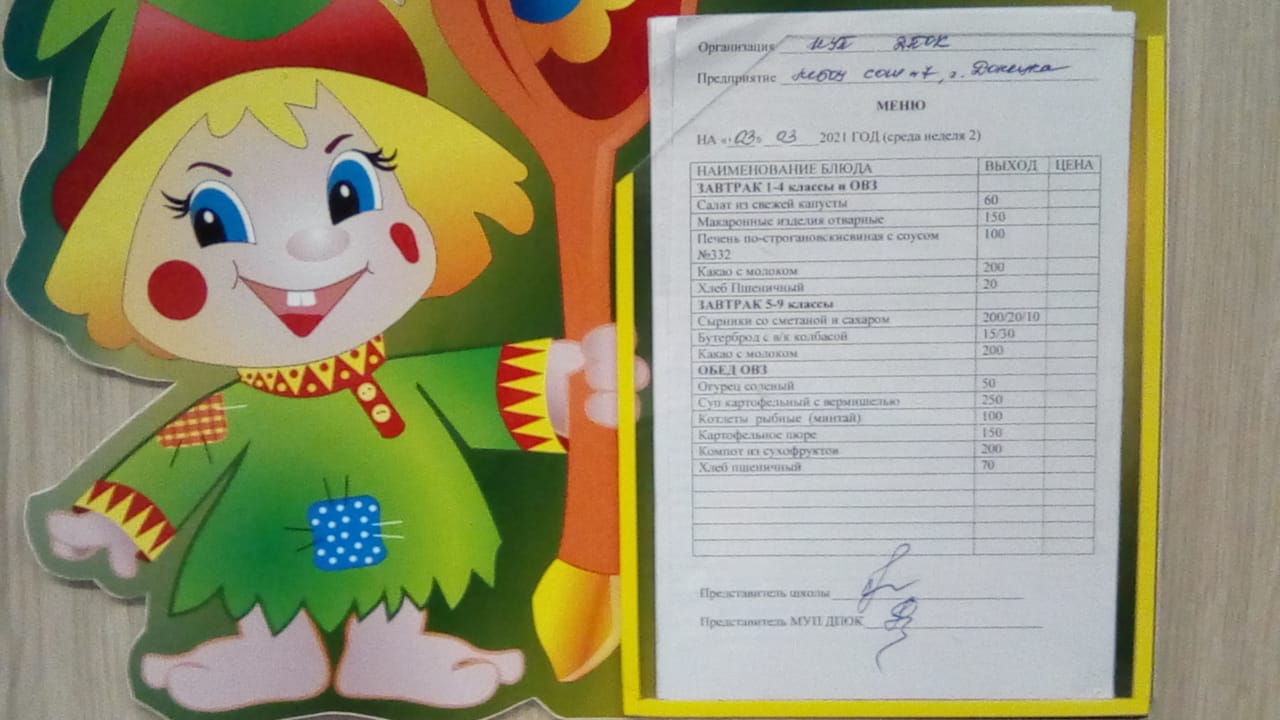 Организация МУП ДПОК
Предприятие МБОУ СОШ №7, г. Донецка
МЕНЮ
НА «03» 03 2021 ГОД (среда неделя 2)
НАИМЕНОВАНИЕ БЛЮДА ВЫХОД ЦЕНА
ЗАВТРАК 1-4 классы и ОВЗ
Салат из свежей капусты 60
Макаронные изделия отварные 150
Печень по-строгановскисвиная с соусом 100
№332
Какао с молоком 200
Хлеб Пшеничный 20
ЗАВТРАК 5-9 классы
Сырники со сметаной и сахаром 200/20/10
Бутерброд с в/к колбасой 15/30
Какао с молоком 200
ОБЕД ОВЗ
Огурец соленый 50
Суп картофельный с вермишелью 250
Котлеты рыбные (минтай) 100
Картофельное пюре 150
Компот из сухофруктов 200
Хлеб пшеничный 70
Представитель школы
Представитель МУП ДПОК